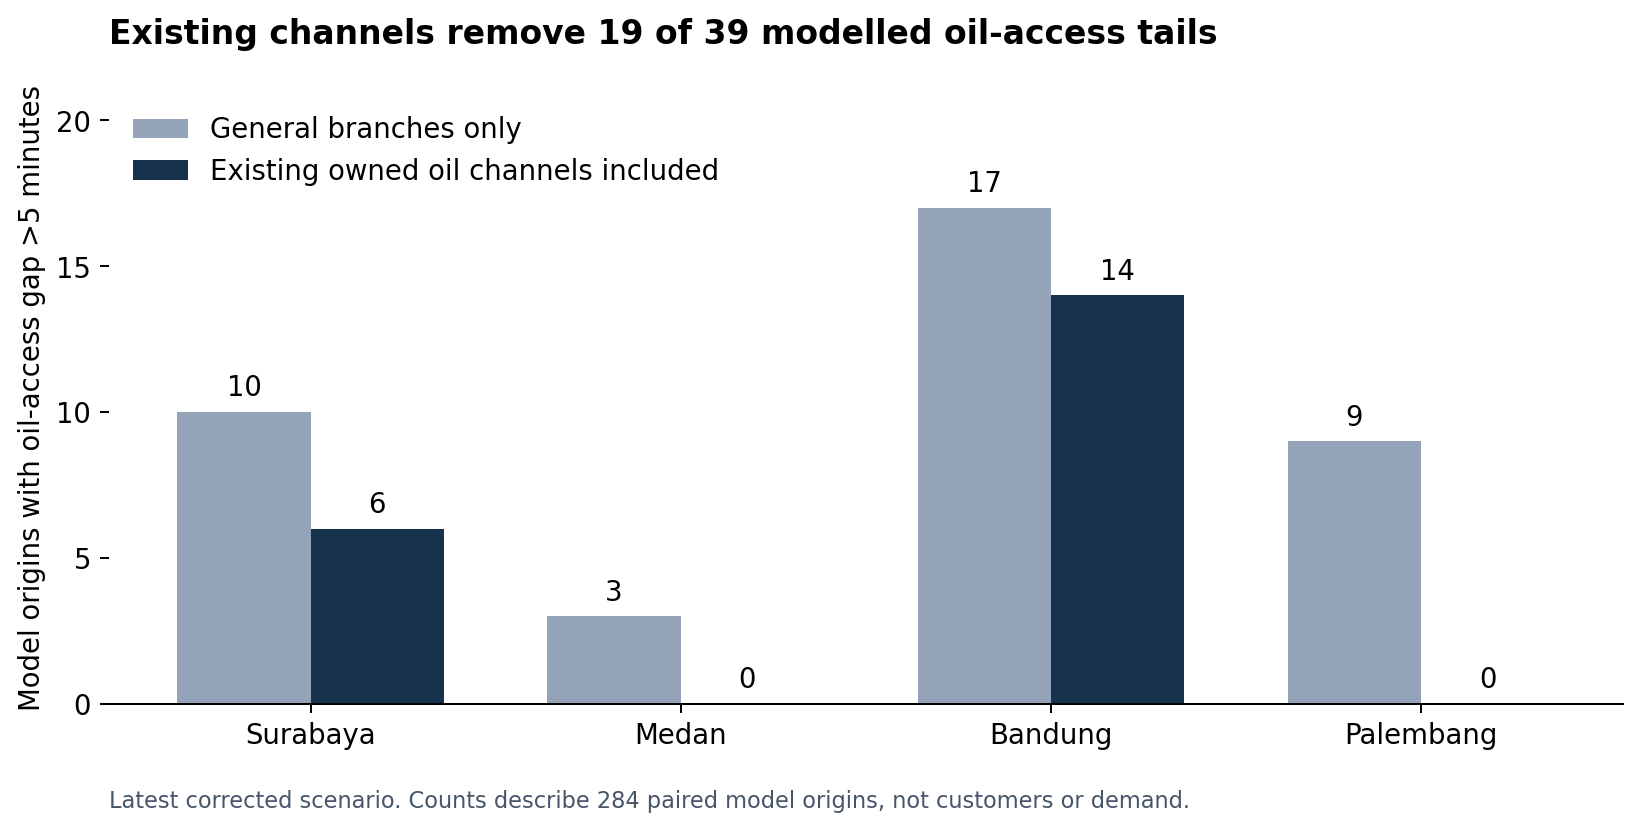 Existing channels remove 19 of 39 modelled oil-access tails
Model origins with oil-access gap >5 minutes
20
15
10
5
0
General branches only
Existing owned oil channels included
10
6
3
0
17
14
9
0
Surabaya
Medan
Bandung
Palembang
Latest corrected scenario. Counts describe 284 paired model origins, not customers or demand.